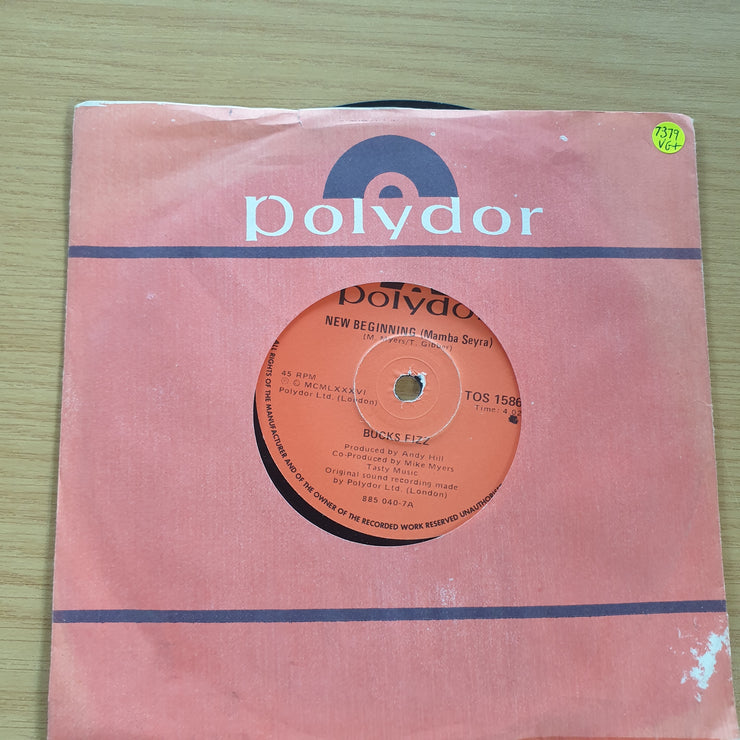 7379
VG+
polydor
polydor
NEW BEGINNING (Mamba Seyra)
(M. Myers/T. Gibber)
45 RPM
Ⓟ © MCMLXXXVI
Polydor Ltd. (London)
TOS 1586
Time: 4.02
BUCKS FIZZ
Produced by Andy Hill
Co-Produced by Mike Myers
Tasty Music
Original sound recording made
by Polydor Ltd. (London)
885 040-7A
ALL RIGHTS OF THE MANUFACTURER AND OF THE OWNER OF THE RECORDED WORK RESERVED